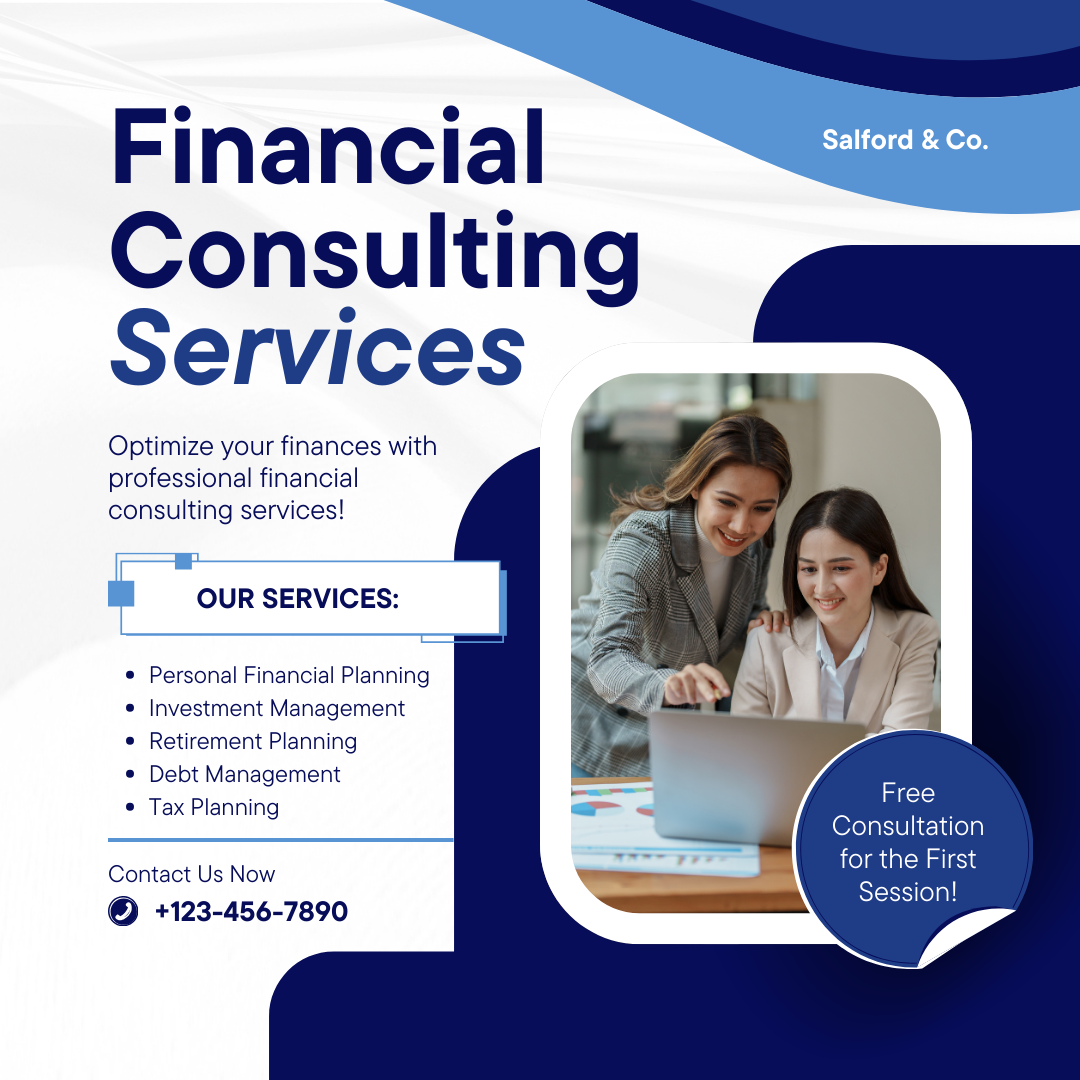 Salford & Co.
Financial
Consulting
Services
Optimize your finances with
professional financial
consulting services!
OUR SERVICES:
• Personal Financial Planning
• Investment Management
• Retirement Planning
• Debt Management
• Tax Planning
Contact Us Now
+123-456-7890
Free
Consultation
for the First
Session!